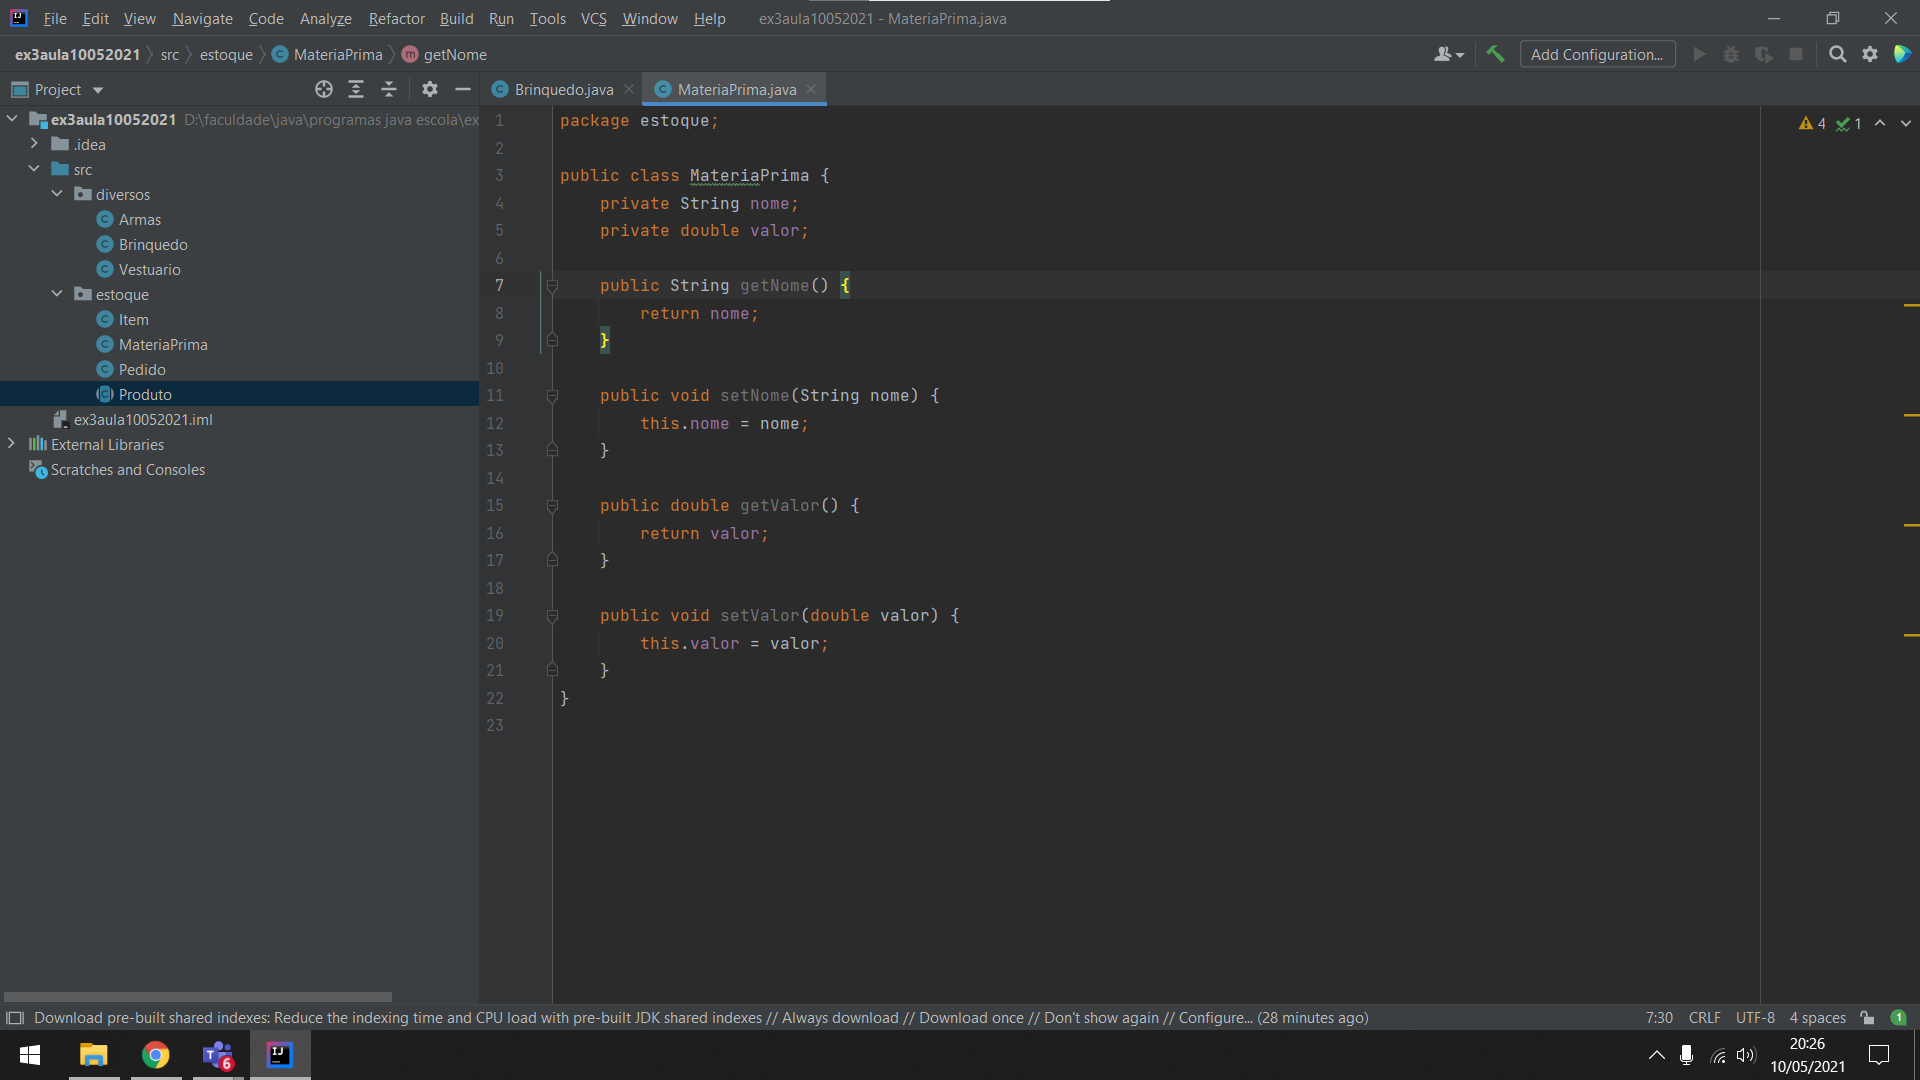 File Edit View Navigate Code Analyze Refactor Build Run Tools VCS Window Help ex3aula10052021 - MateriaPrima.java
ex3aula10052021 src estoque MateriaPrima getNome Add Configuration...
Project
Brinquedo.java MateriaPrima.java
ex3aula10052021 D:\faculdade\java\programas java escola\ex
.idea
src
diversos
Armas
Brinquedo
Vestuario
estoque
Item
MateriaPrima
Pedido
Produto
ex3aula10052021.iml
External Libraries
Scratches and Consoles
4 1
1 package estoque;
2
3 public class MateriaPrima {
4 private String nome;
5 private double valor;
6
7 public String getNome() {
8 return nome;
9 }
10
11 public void setNome(String nome) {
12 this.nome = nome;
13 }
14
15 public double getValor() {
16 return valor;
17 }
18
19 public void setValor(double valor) {
20 this.valor = valor;
21 }
22 }
23
Download pre-built shared indexes: Reduce the indexing time and CPU load with pre-built JDK shared indexes // Always download // Download once // Don't show again // Configure... (28 minutes ago) 7:30 CRLF UTF-8 4 spaces 1
6
20:26
10/05/2021